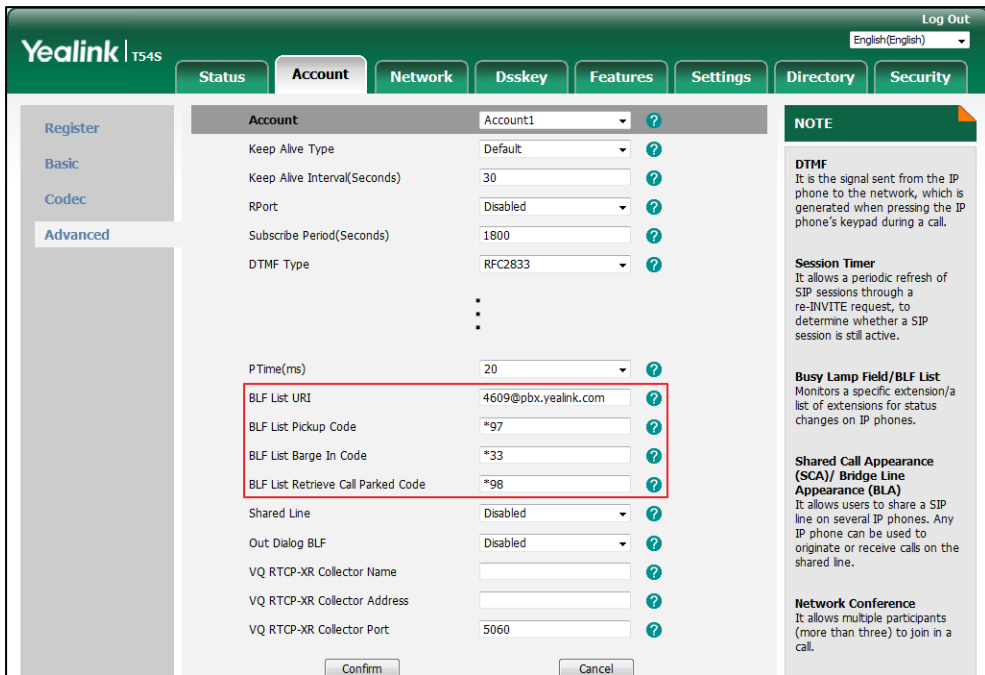 Log Out
Yealink | T54S
English(English)
Status Account Network Dsskey Features Settings Directory Security
Register
Basic
Codec
Advanced
Account Account1
Keep Alive Type Default
Keep Alive Interval(Seconds) 30
RPort Disabled
Subscribe Period(Seconds) 1800
DTMF Type RFC2833
PTime(ms) 20
BLF List URI 4609@pbx.yealink.com
BLF List Pickup Code *97
BLF List Barge In Code *33
BLF List Retrieve Call Parked Code *98
Shared Line Disabled
Out Dialog BLF Disabled
VQ RTCP-XR Collector Name
VQ RTCP-XR Collector Address
VQ RTCP-XR Collector Port 5060
Confirm Cancel
NOTE
DTMF
It is the signal sent from the IP
phone to the network, which is
generated when pressing the IP
phone's keypad during a call.
Session Timer
It allows a periodic refresh of
SIP sessions through a
re-INVITE request, to
determine whether a SIP
session is still active.
Busy Lamp Field/BLF List
Monitors a specific extension/a
list of extensions for status
changes on IP phones.
Shared Call Appearance
(SCA)/ Bridge Line
Appearance (BLA)
It allows users to share a SIP
line on several IP phones. Any
IP phone can be used to
originate or receive calls on the
shared line.
Network Conference
It allows multiple participants
(more than three) to join in a
call.